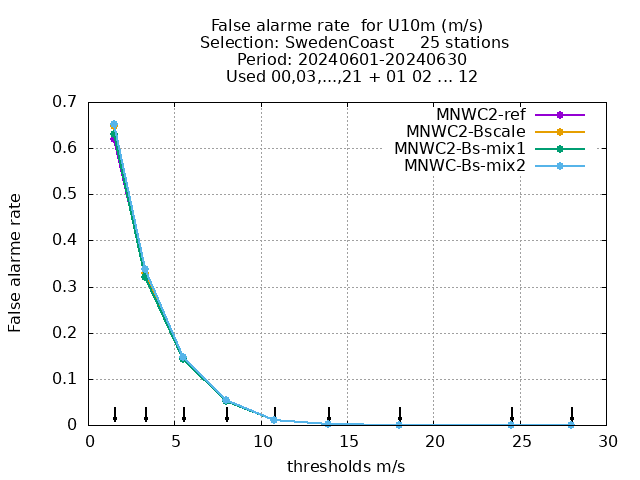 False alarme rate  for U10m (m/s)
Selection: SwedenCoast     25 stations
Period: 20240601-20240630
Used 00,03,...,21 + 01 02 ... 12
MNWC2-ref
MNWC2-Bscale
MNWC2-Bs-mix1
MNWC-Bs-mix2
False alarme rate
0.7
0.6
0.5
0.4
0.3
0.2
0.1
0
0 5 10 15 20 25 30
thresholds m/s